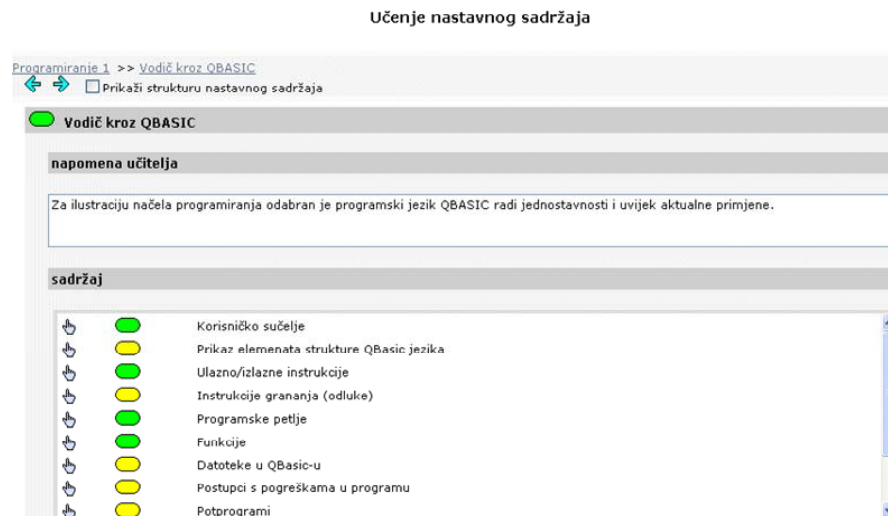 Učenje nastavnog sadržaja
Programiranje 1 >> Vodič kroz QBASIC
Prikaži strukturu nastavnog sadržaja
Vodič kroz QBASIC
napomena učitelja
Za ilustraciju načela programiranja odabran je programski jezik QBASIC radi jednostavnosti i uvijek aktualne primjene.
sadržaj
Korisničko sučelje
Prikaz elemenata strukture QBasic jezika
Ulazno/izlazne instrukcije
Instrukcije grananja (odluke)
Programske petlje
Funkcije
Datoteke u QBasic-u
Postupci s pogreškama u programu
Potprogrami